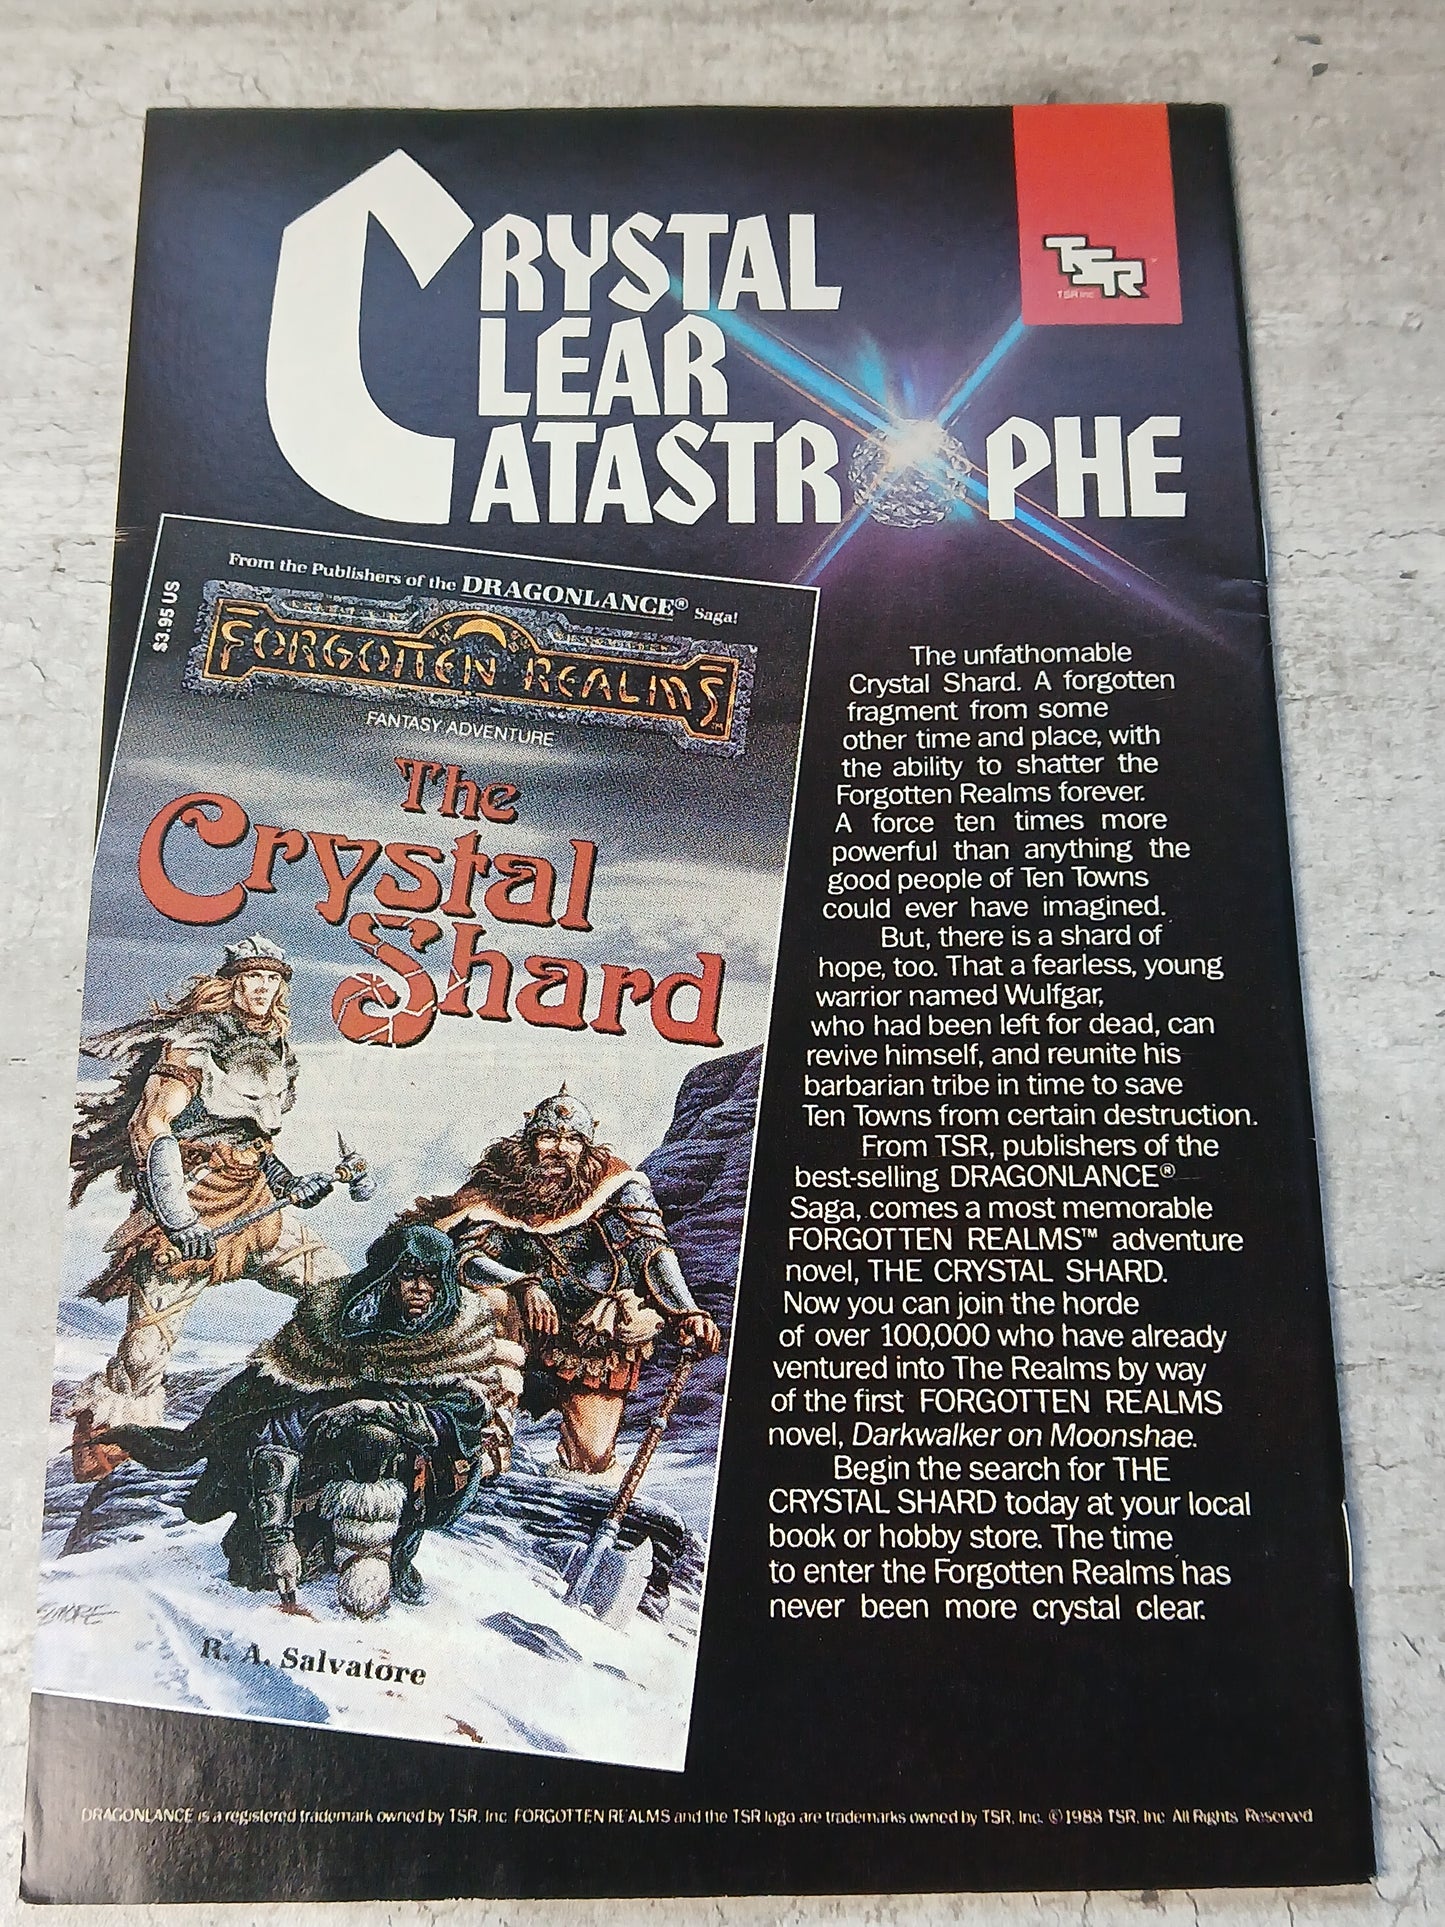 CRYSTAL
CLEAR
CATASTROPHE
TSR
TSR Inc.
$3.95 US
From the Publishers of the DRAGONLANCE® Saga!
FORGOTTEN REALMS™
FANTASY ADVENTURE
The
Crystal
Shard
ELMORE
R. A. Salvatore
The unfathomable
Crystal Shard. A forgotten
fragment from some
other time and place, with
the ability to shatter the
Forgotten Realms forever.
A force ten times more
powerful than anything the
good people of Ten Towns
could ever have imagined.
But, there is a shard of
hope, too. That a fearless, young
warrior named Wulfgar,
who had been left for dead, can
revive himself, and reunite his
barbarian tribe in time to save
Ten Towns from certain destruction.
From TSR, publishers of the
best-selling DRAGONLANCE®
Saga, comes a most memorable
FORGOTTEN REALMS™ adventure
novel, THE CRYSTAL SHARD.
Now you can join the horde
of over 100,000 who have already
ventured into The Realms by way
of the first FORGOTTEN REALMS
novel, Darkwalker on Moonshae.
Begin the search for THE
CRYSTAL SHARD today at your local
book or hobby store. The time
to enter the Forgotten Realms has
never been more crystal clear.
DRAGONLANCE is a registered trademark owned by TSR, Inc. FORGOTTEN REALMS and the TSR logo are trademarks owned by TSR, Inc. ©1988 TSR, Inc. All Rights Reserved